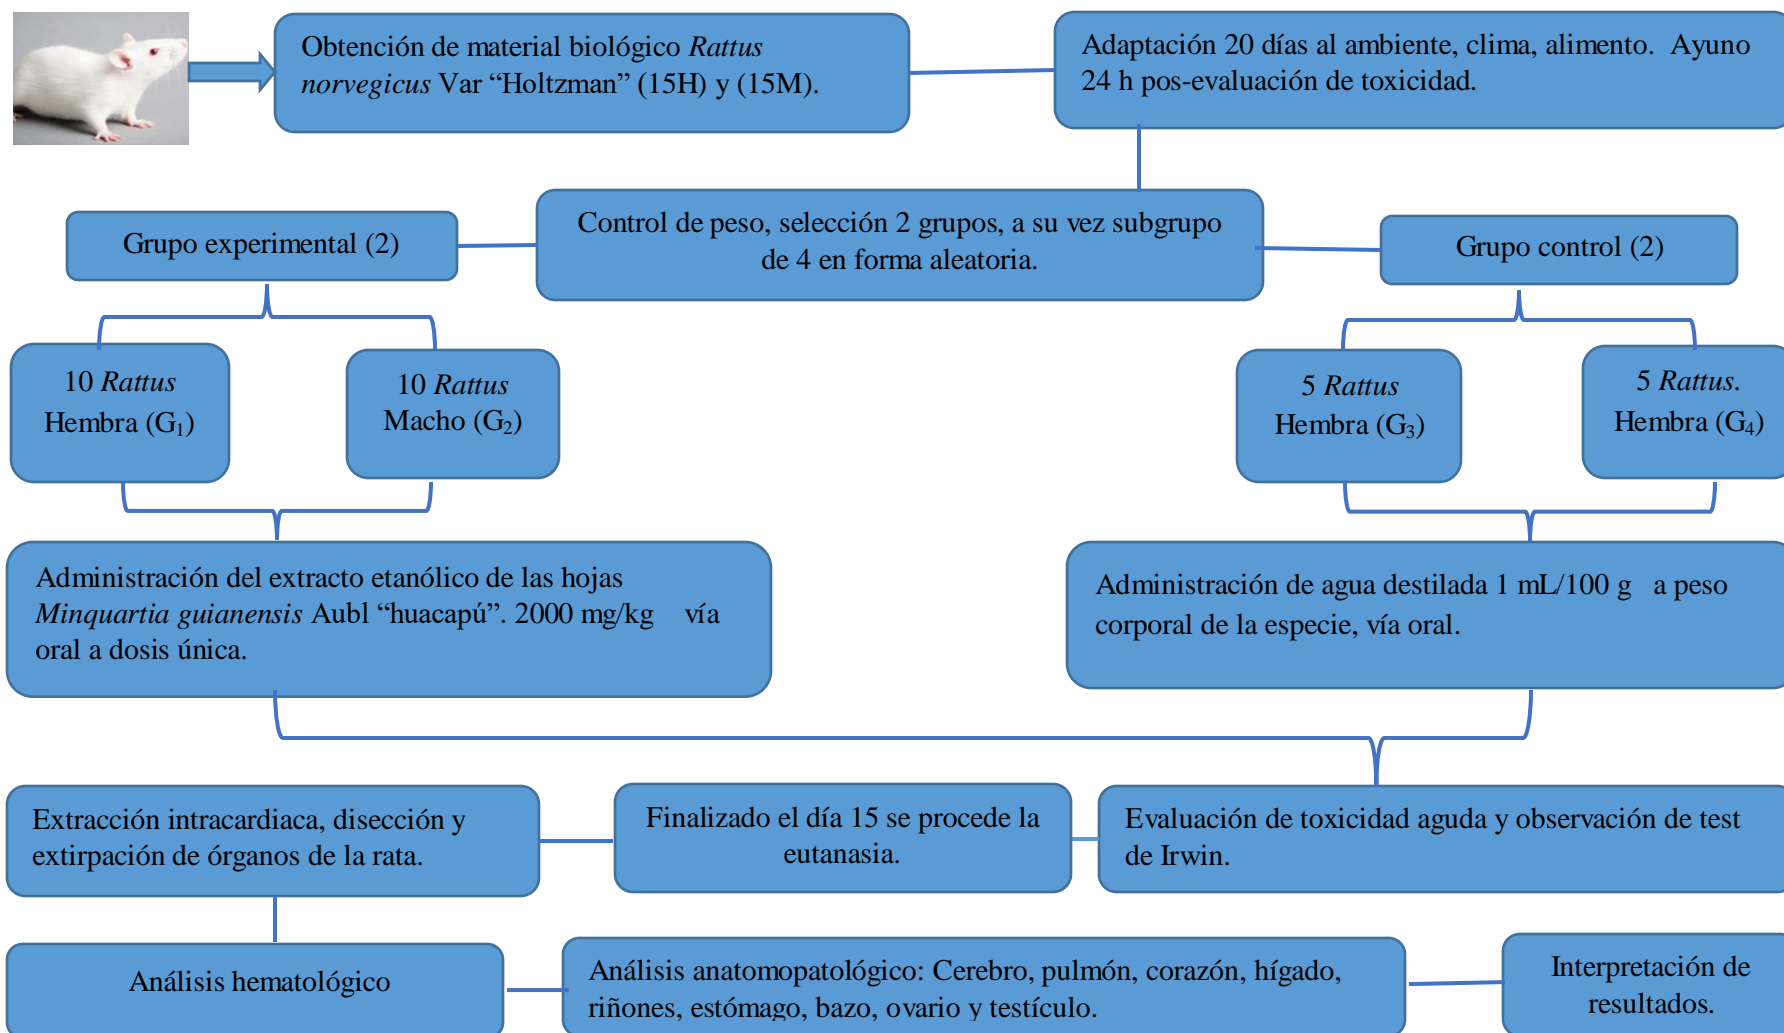 Obtención de material biológico Rattus
norvegicus Var “Holtzman” (15H) y (15M).
Adaptación 20 días al ambiente, clima, alimento. Ayuno
24 h pos-evaluación de toxicidad.
Control de peso, selección 2 grupos, a su vez subgrupo
de 4 en forma aleatoria.
Grupo experimental (2)
Grupo control (2)
10 Rattus
Hembra (G₁)
10 Rattus
Macho (G₂)
5 Rattus
Hembra (G₃)
5 Rattus.
Hembra (G₄)
Administración del extracto etanólico de las hojas
Minquartia guianensis Aubl “huacapú”. 2000 mg/kg vía
oral a dosis única.
Administración de agua destilada 1 mL/100 g a peso
corporal de la especie, vía oral.
Evaluación de toxicidad aguda y observación de test
de Irwin.
Finalizado el día 15 se procede la
eutanasia.
Extracción intracardiaca, disección y
extirpación de órganos de la rata.
Análisis hematológico
Análisis anatomopatológico: Cerebro, pulmón, corazón, hígado,
riñones, estómago, bazo, ovario y testículo.
Interpretación de
resultados.